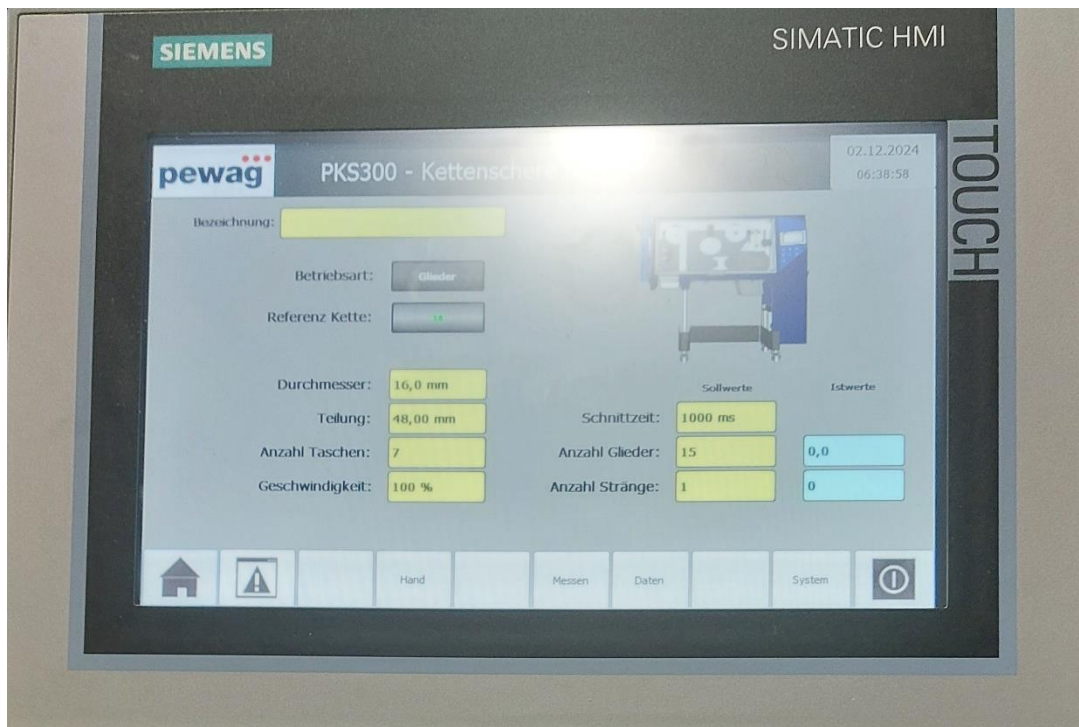 SIEMENS
SIMATIC HMI
TOUCH
pewag
PKS300 - Kettenschere
02.12.2024
06:38:58
Bezeichnung:
Betriebsart: Glieder
Referenz Kette: 16
Durchmesser: 16,0 mm
Sollwerte Istwerte
Teilung: 48,00 mm Schnittzeit: 1000 ms
Anzahl Taschen: 7 Anzahl Glieder: 15 0,0
Geschwindigkeit: 100 % Anzahl Stränge: 1 0
Hand Messen Daten System